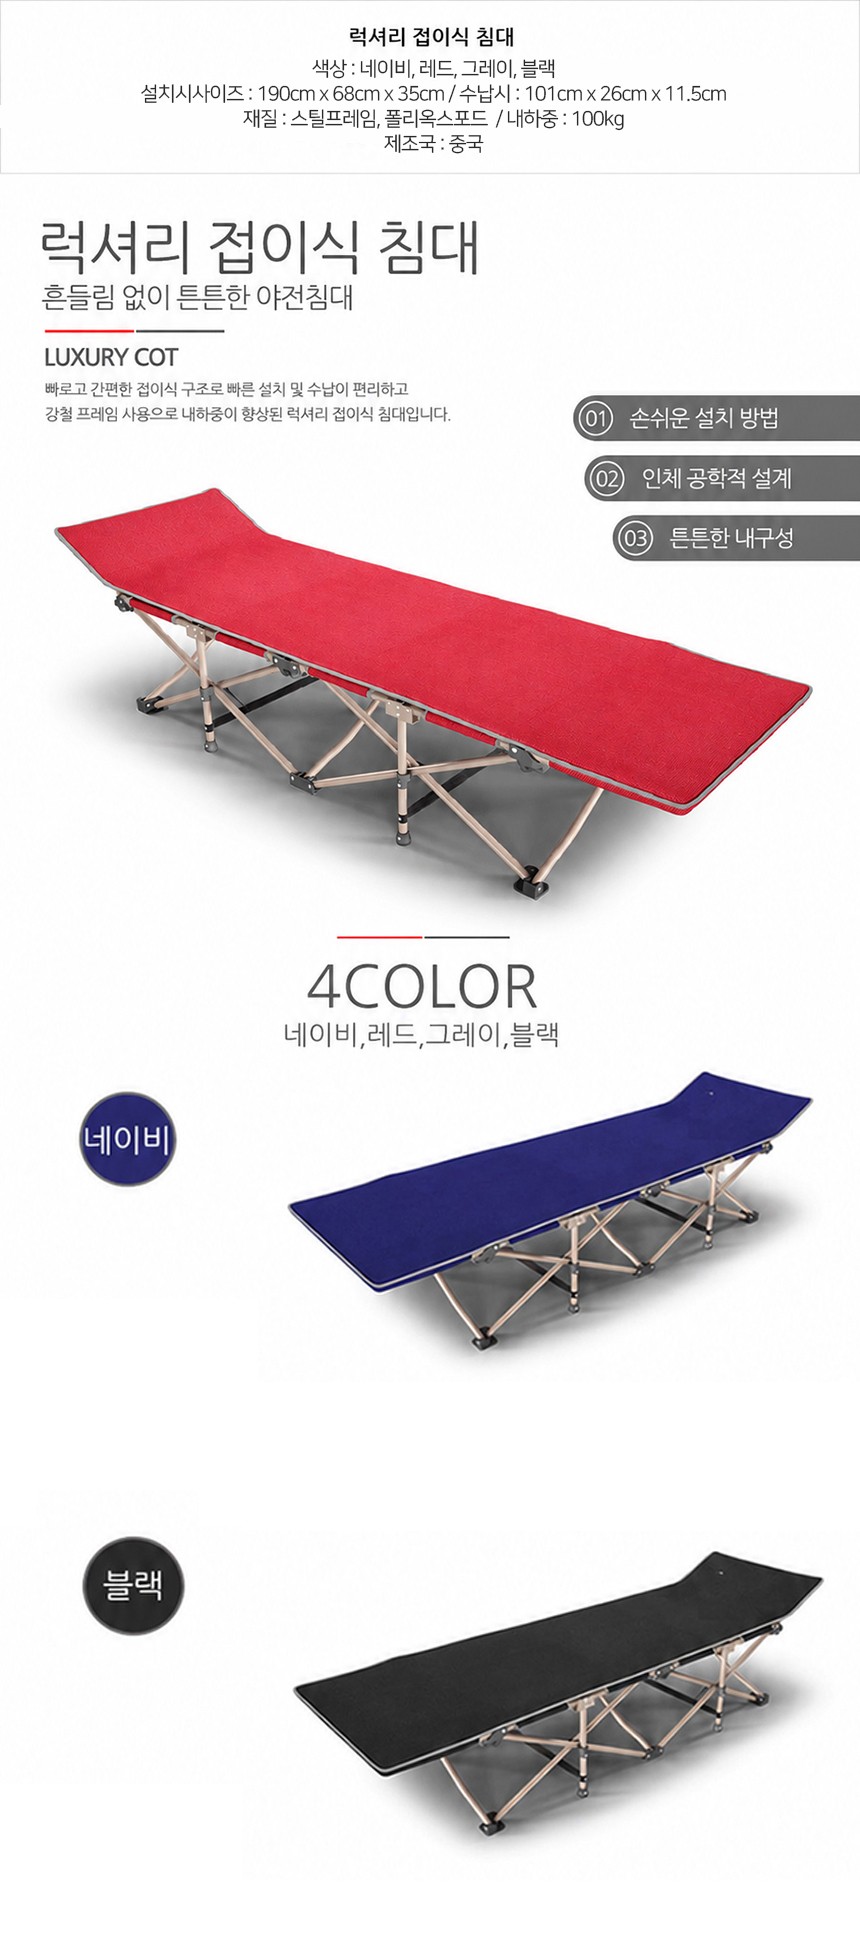 럭셔리 접이식 침대
색상 : 네이비, 레드, 그레이, 블랙
설치시사이즈 : 190cm x 68cm x 35cm / 수납시 : 101cm x 26cm x 11.5cm
재질 : 스틸프레임, 폴리옥스포드 / 내하중 : 100kg
제조국 : 중국
럭셔리 접이식 침대
흔들림 없이 튼튼한 야전침대
LUXURY COT
빠로고 간편한 접이식 구조로 빠른 설치 및 수납이 편리하고
강철 프레임 사용으로 내하중이 향상된 럭셔리 접이식 침대입니다.
01 손쉬운 설치 방법
02 인체 공학적 설계
03 튼튼한 내구성
4COLOR
네이비,레드,그레이,블랙
네이비
블랙